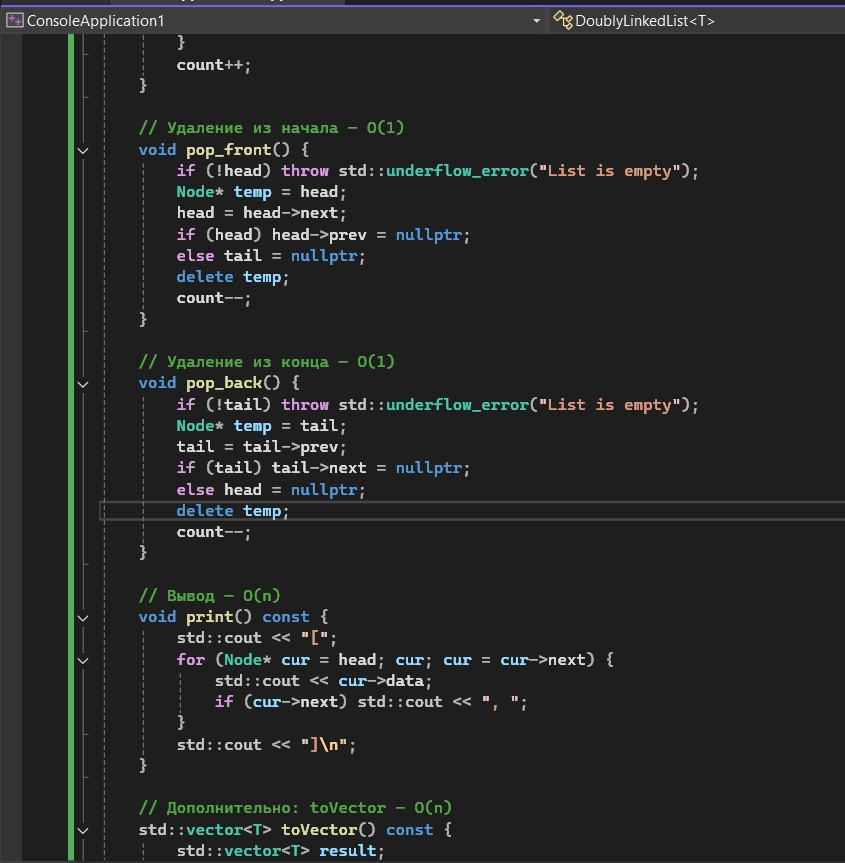 ConsoleApplication1
DoublyLinkedList<T>
}
count++;
}
// Удаление из начала — O(1)
void pop_front() {
if (!head) throw std::underflow_error("List is empty");
Node* temp = head;
head = head->next;
if (head) head->prev = nullptr;
else tail = nullptr;
delete temp;
count--;
}
// Удаление из конца — O(1)
void pop_back() {
if (!tail) throw std::underflow_error("List is empty");
Node* temp = tail;
tail = tail->prev;
if (tail) tail->next = nullptr;
else head = nullptr;
delete temp;
count--;
}
// Вывод — O(n)
void print() const {
std::cout << "[";
for (Node* cur = head; cur; cur = cur->next) {
std::cout << cur->data;
if (cur->next) std::cout << ", ";
}
std::cout << "]\n";
}
// Дополнительно: toVector — O(n)
std::vector<T> toVector() const {
std::vector<T> result;